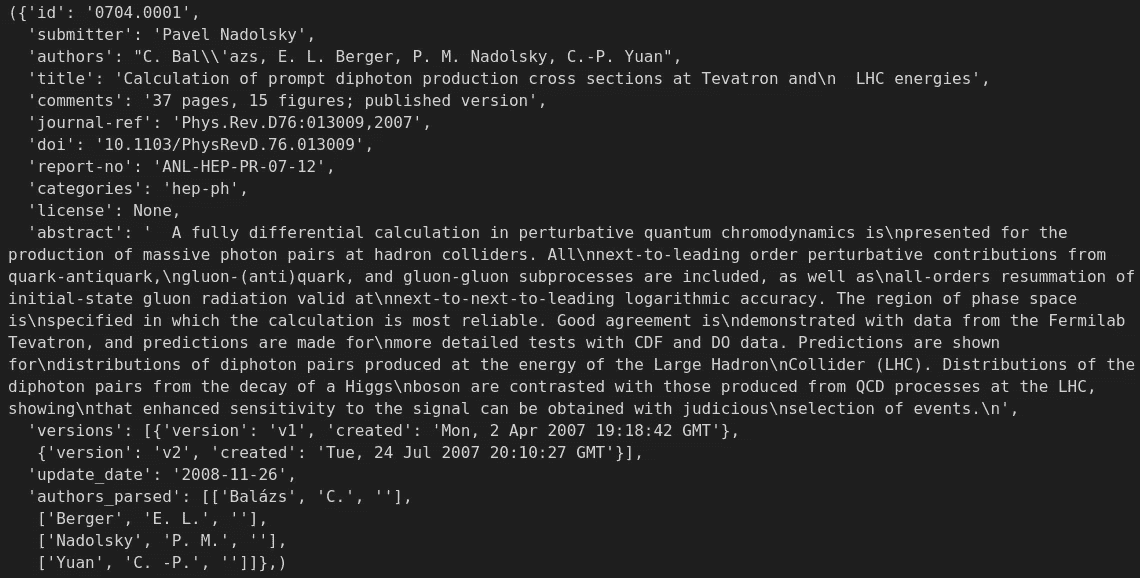 ({'id': '0704.0001',
'submitter': 'Pavel Nadolsky',
'authors': "C. Bal\\'azs, E. L. Berger, P. M. Nadolsky, C.-P. Yuan",
'title': 'Calculation of prompt diphoton production cross sections at Tevatron and\n  LHC energies',
'comments': '37 pages, 15 figures; published version',
'journal-ref': 'Phys.Rev.D76:013009,2007',
'doi': '10.1103/PhysRevD.76.013009',
'report-no': 'ANL-HEP-PR-07-12',
'categories': 'hep-ph',
'license': None,
'abstract': '  A fully differential calculation in perturbative quantum chromodynamics is\npresented for the
production of massive photon pairs at hadron colliders. All\nnext-to-leading order perturbative contributions from
quark-antiquark,\ngluon-(anti)quark, and gluon-gluon subprocesses are included, as well as\nall-orders resummation of
initial-state gluon radiation valid at\nnext-to-next-to-leading logarithmic accuracy. The region of phase space
is\nspecified in which the calculation is most reliable. Good agreement is\ndemonstrated with data from the Fermilab
Tevatron, and predictions are made for\nmore detailed tests with CDF and DO data. Predictions are shown
for\ndistributions of diphoton pairs produced at the energy of the Large Hadron\nCollider (LHC). Distributions of the
diphoton pairs from the decay of a Higgs\nboson are contrasted with those produced from QCD processes at the LHC,
showing\nthat enhanced sensitivity to the signal can be obtained with judicious\nselection of events.\n',
'versions': [{'version': 'v1', 'created': 'Mon, 2 Apr 2007 19:18:42 GMT'},
{'version': 'v2', 'created': 'Tue, 24 Jul 2007 20:10:27 GMT'}],
'update_date': '2008-11-26',
'authors_parsed': [['Balázs', 'C.', ''],
['Berger', 'E. L.', ''],
['Nadolsky', 'P. M.', ''],
['Yuan', 'C. -P.', '']]},)